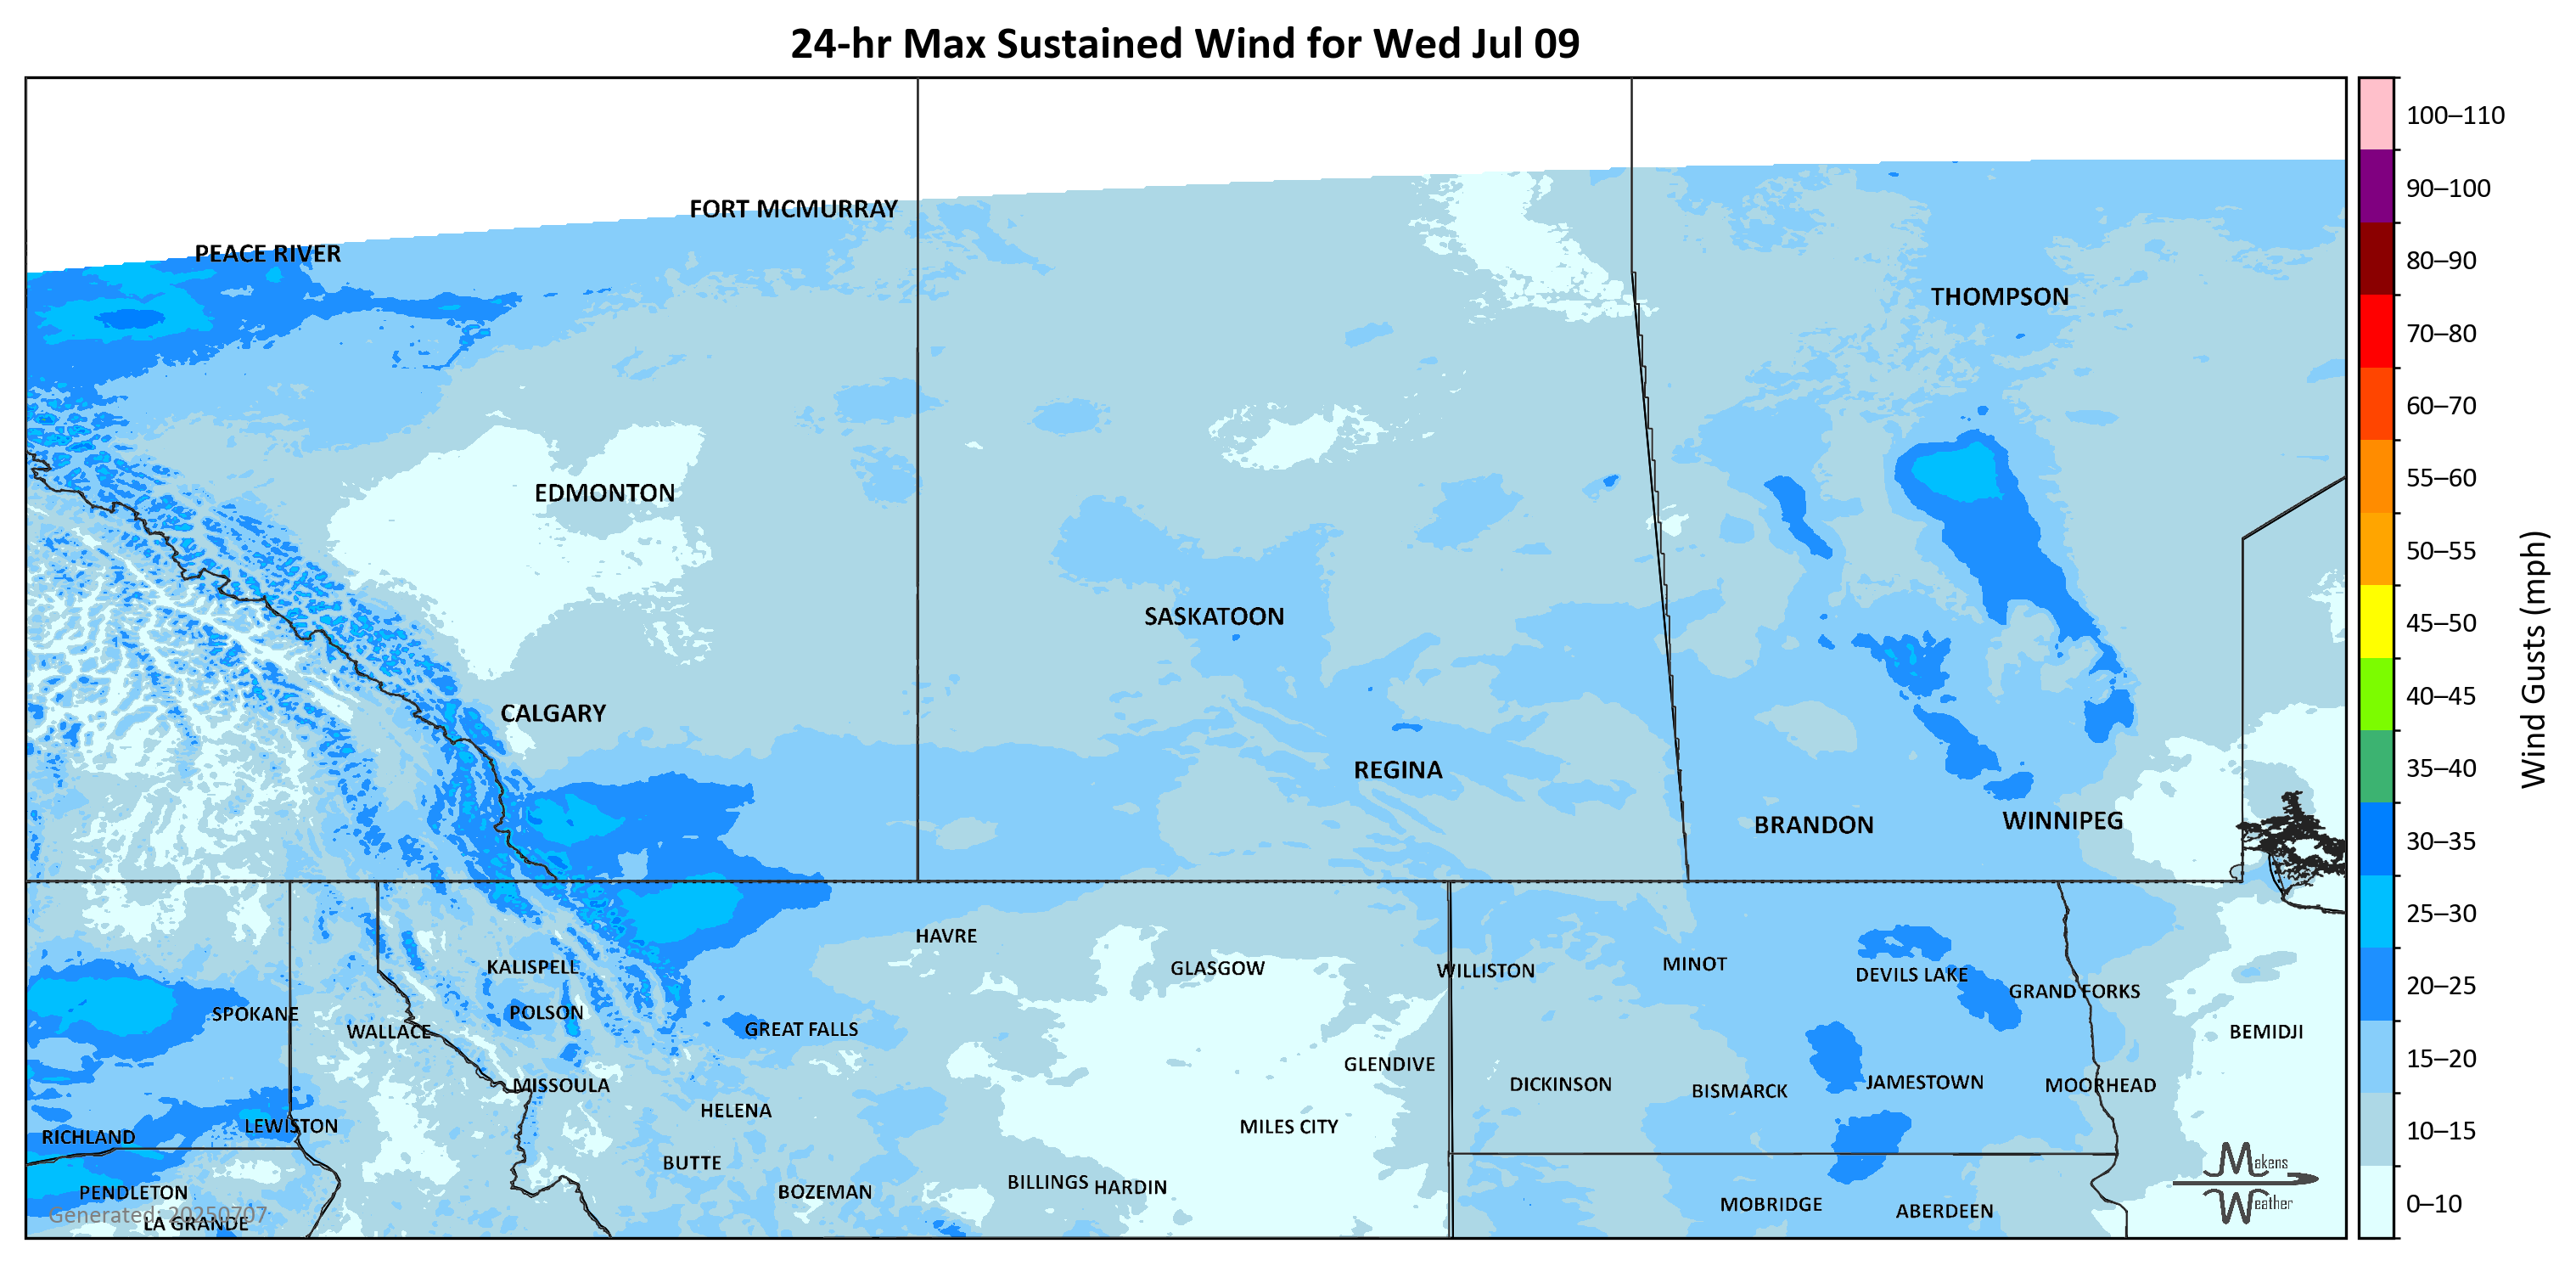 24-hr Max Sustained Wind for Wed Jul 09
100–110
FORT MCMURRAY
90–100
PEACE RIVER
80–90
THOMPSON
70–80
60–70
55–60
EDMONTON
50–55
SASKATOON
45–50
Wind Gusts (mph)
CALGARY
40–45
REGINA
35–40
BRANDON
WINNIPEG
30–35
HAVRE
25–30
KALISPELL
GLASGOW
WILLISTON
MINOT
DEVILS LAKE
GRAND FORKS
20–25
SPOKANE
POLSON
WALLACE
GREAT FALLS
BEMIDJI
15–20
GLENDIVE
MISSOULA
DICKINSON
BISMARCK
JAMESTOWN
MOORHEAD
HELENA
LEWISTON
MILES CITY
10–15
RICHLAND
BUTTE
Makens
PENDLETON
BOZEMAN
BILLINGS
HARDIN
MOBRIDGE
ABERDEEN
Weather
0–10
Generated: 20250707
LA GRANDE